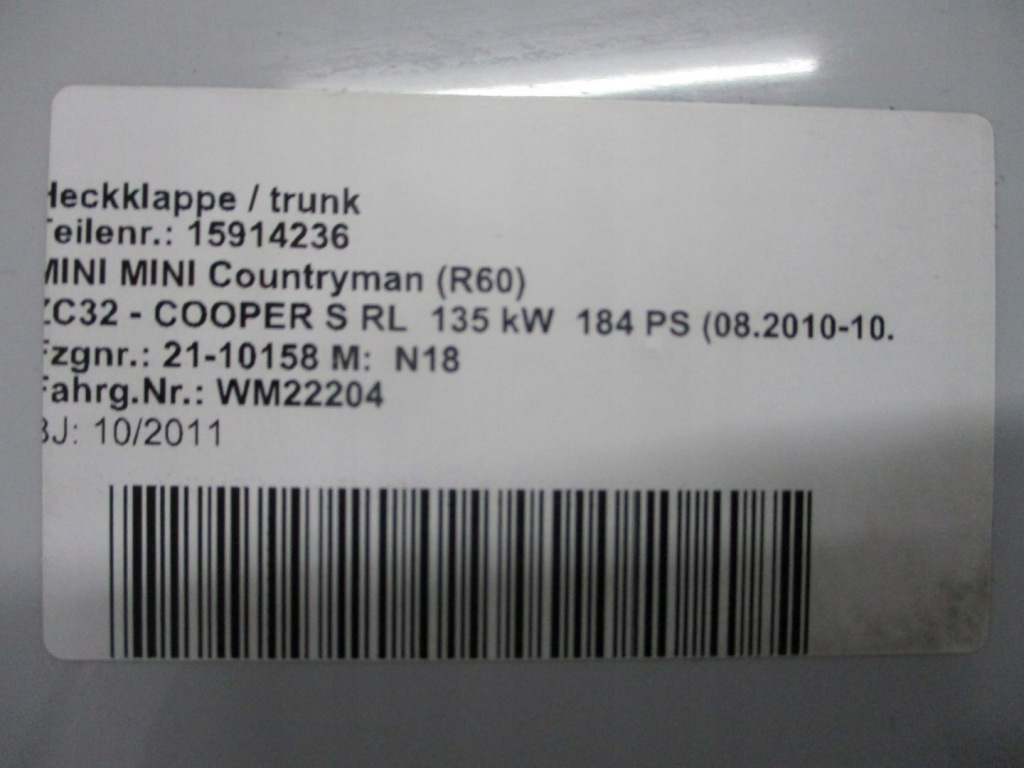 Heckklappe / trunk
Teilenr.: 15914236
MINI MINI Countryman (R60)
ZC32 - COOPER S RL 135 kW 184 PS (08.2010-10.
Fzgnr.: 21-10158 M: N18
Fahrg.Nr.: WM22204
BJ: 10/2011